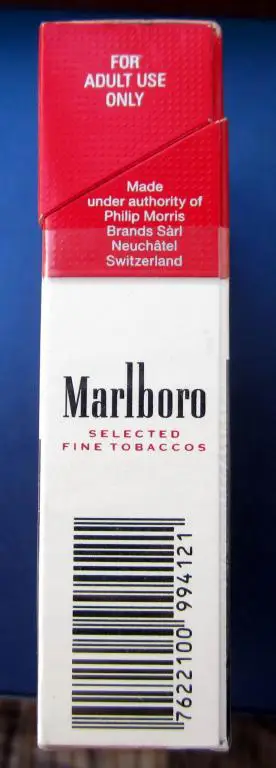 FOR
ADULT USE
ONLY
Made
under authority of
Philip Morris
Brands Sàrl
Neuchâtel
Switzerland
Marlboro
SELECTED
FINE TOBACCOS
7622100 994121